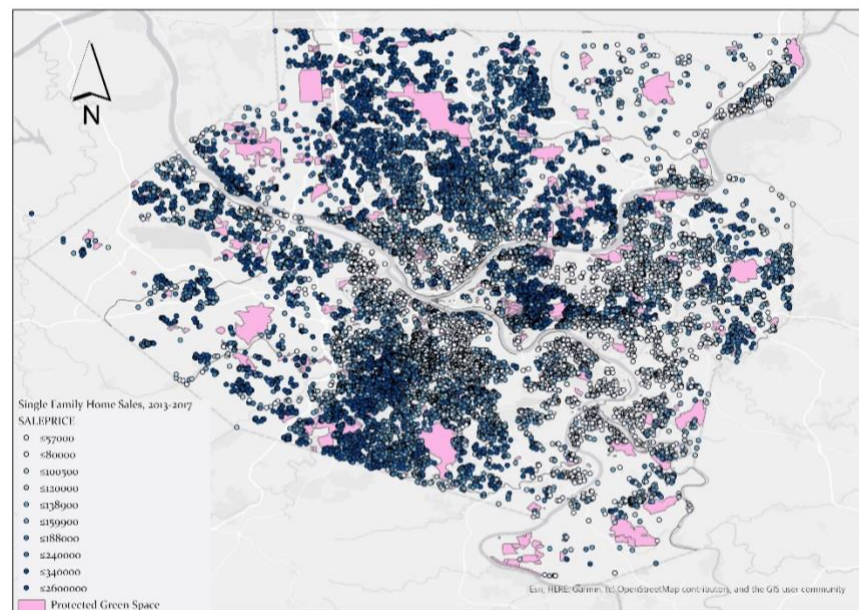 N
Single Family Home Sales, 2013-2017
SALEPRICE
≤57000
≤80000
≤100500
≤120000
≤138900
≤159900
≤188000
≤240000
≤340000
≤2600000
Protected Green Space
Esri, HERE, Garmin, (c) OpenStreetMap contributors, and the GIS user community